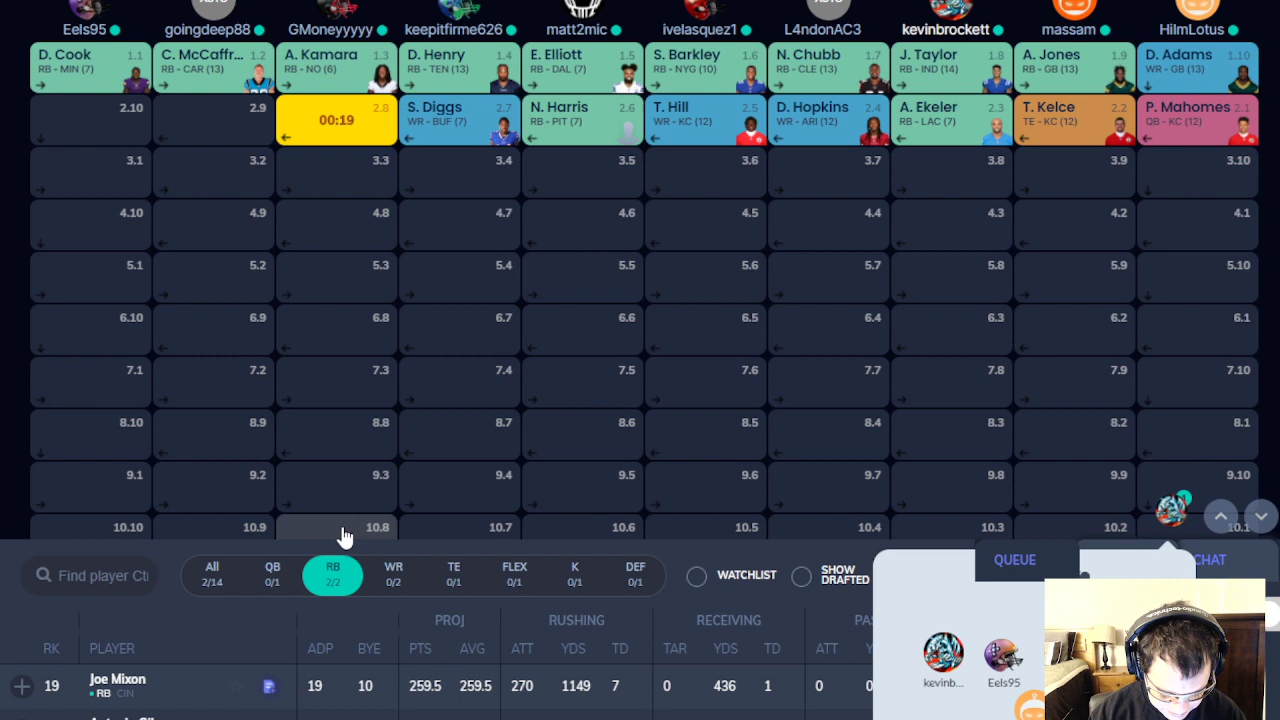 AUTO AUTO
Eels95 goingdeep88 GMoneyyyyy keepitfirme626 matt2mic ivelasquez1 L4ndonAC3 kevinbrockett massam HilmLotus
D. Cook 1.1 C. McCaffr... 1.2 A. Kamara 1.3 D. Henry 1.4 E. Elliott 1.5 S. Barkley 1.6 N. Chubb 1.7 J. Taylor 1.8 A. Jones 1.9 D. Adams 1.10
RB - MIN (7) RB - CAR (13) RB - NO (6) RB - TEN (13) RB - DAL (7) RB - NYG (10) RB - CLE (13) RB - IND (14) RB - GB (13) WR - GB (13)
2.10 2.9 2.8 S. Diggs 2.7 N. Harris 2.6 T. Hill 2.5 D. Hopkins 2.4 A. Ekeler 2.3 T. Kelce 2.2 P. Mahomes 2.1
00:19 WR - BUF (7) RB - PIT (7) WR - KC (12) WR - ARI (12) RB - LAC (7) TE - KC (12) QB - KC (12)
3.1 3.2 3.3 3.4 3.5 3.6 3.7 3.8 3.9 3.10
4.10 4.9 4.8 4.7 4.6 4.5 4.4 4.3 4.2 4.1
5.1 5.2 5.3 5.4 5.5 5.6 5.7 5.8 5.9 5.10
6.10 6.9 6.8 6.7 6.6 6.5 6.4 6.3 6.2 6.1
7.1 7.2 7.3 7.4 7.5 7.6 7.7 7.8 7.9 7.10
8.10 8.9 8.8 8.7 8.6 8.5 8.4 8.3 8.2 8.1
9.1 9.2 9.3 9.4 9.5 9.6 9.7 9.8 9.9 9.10
10.10 10.9 10.8 10.7 10.6 10.5 10.4 10.3 10.2 10.1
Find player All QB RB WR TE FLEX K DEF WATCHLIST SHOW DRAFTED QUEUE CHAT
2/14 0/1 2/2 0/2 0/1 0/1 0/1 0/1
PROJ RUSHING RECEIVING
RK PLAYER ADP BYE PTS AVG ATT YDS TD TAR YDS TD ATT
19 Joe Mixon 19 10 259.5 259.5 270 1149 7 0 436 1 0
RB CIN
kevinb... Eels95